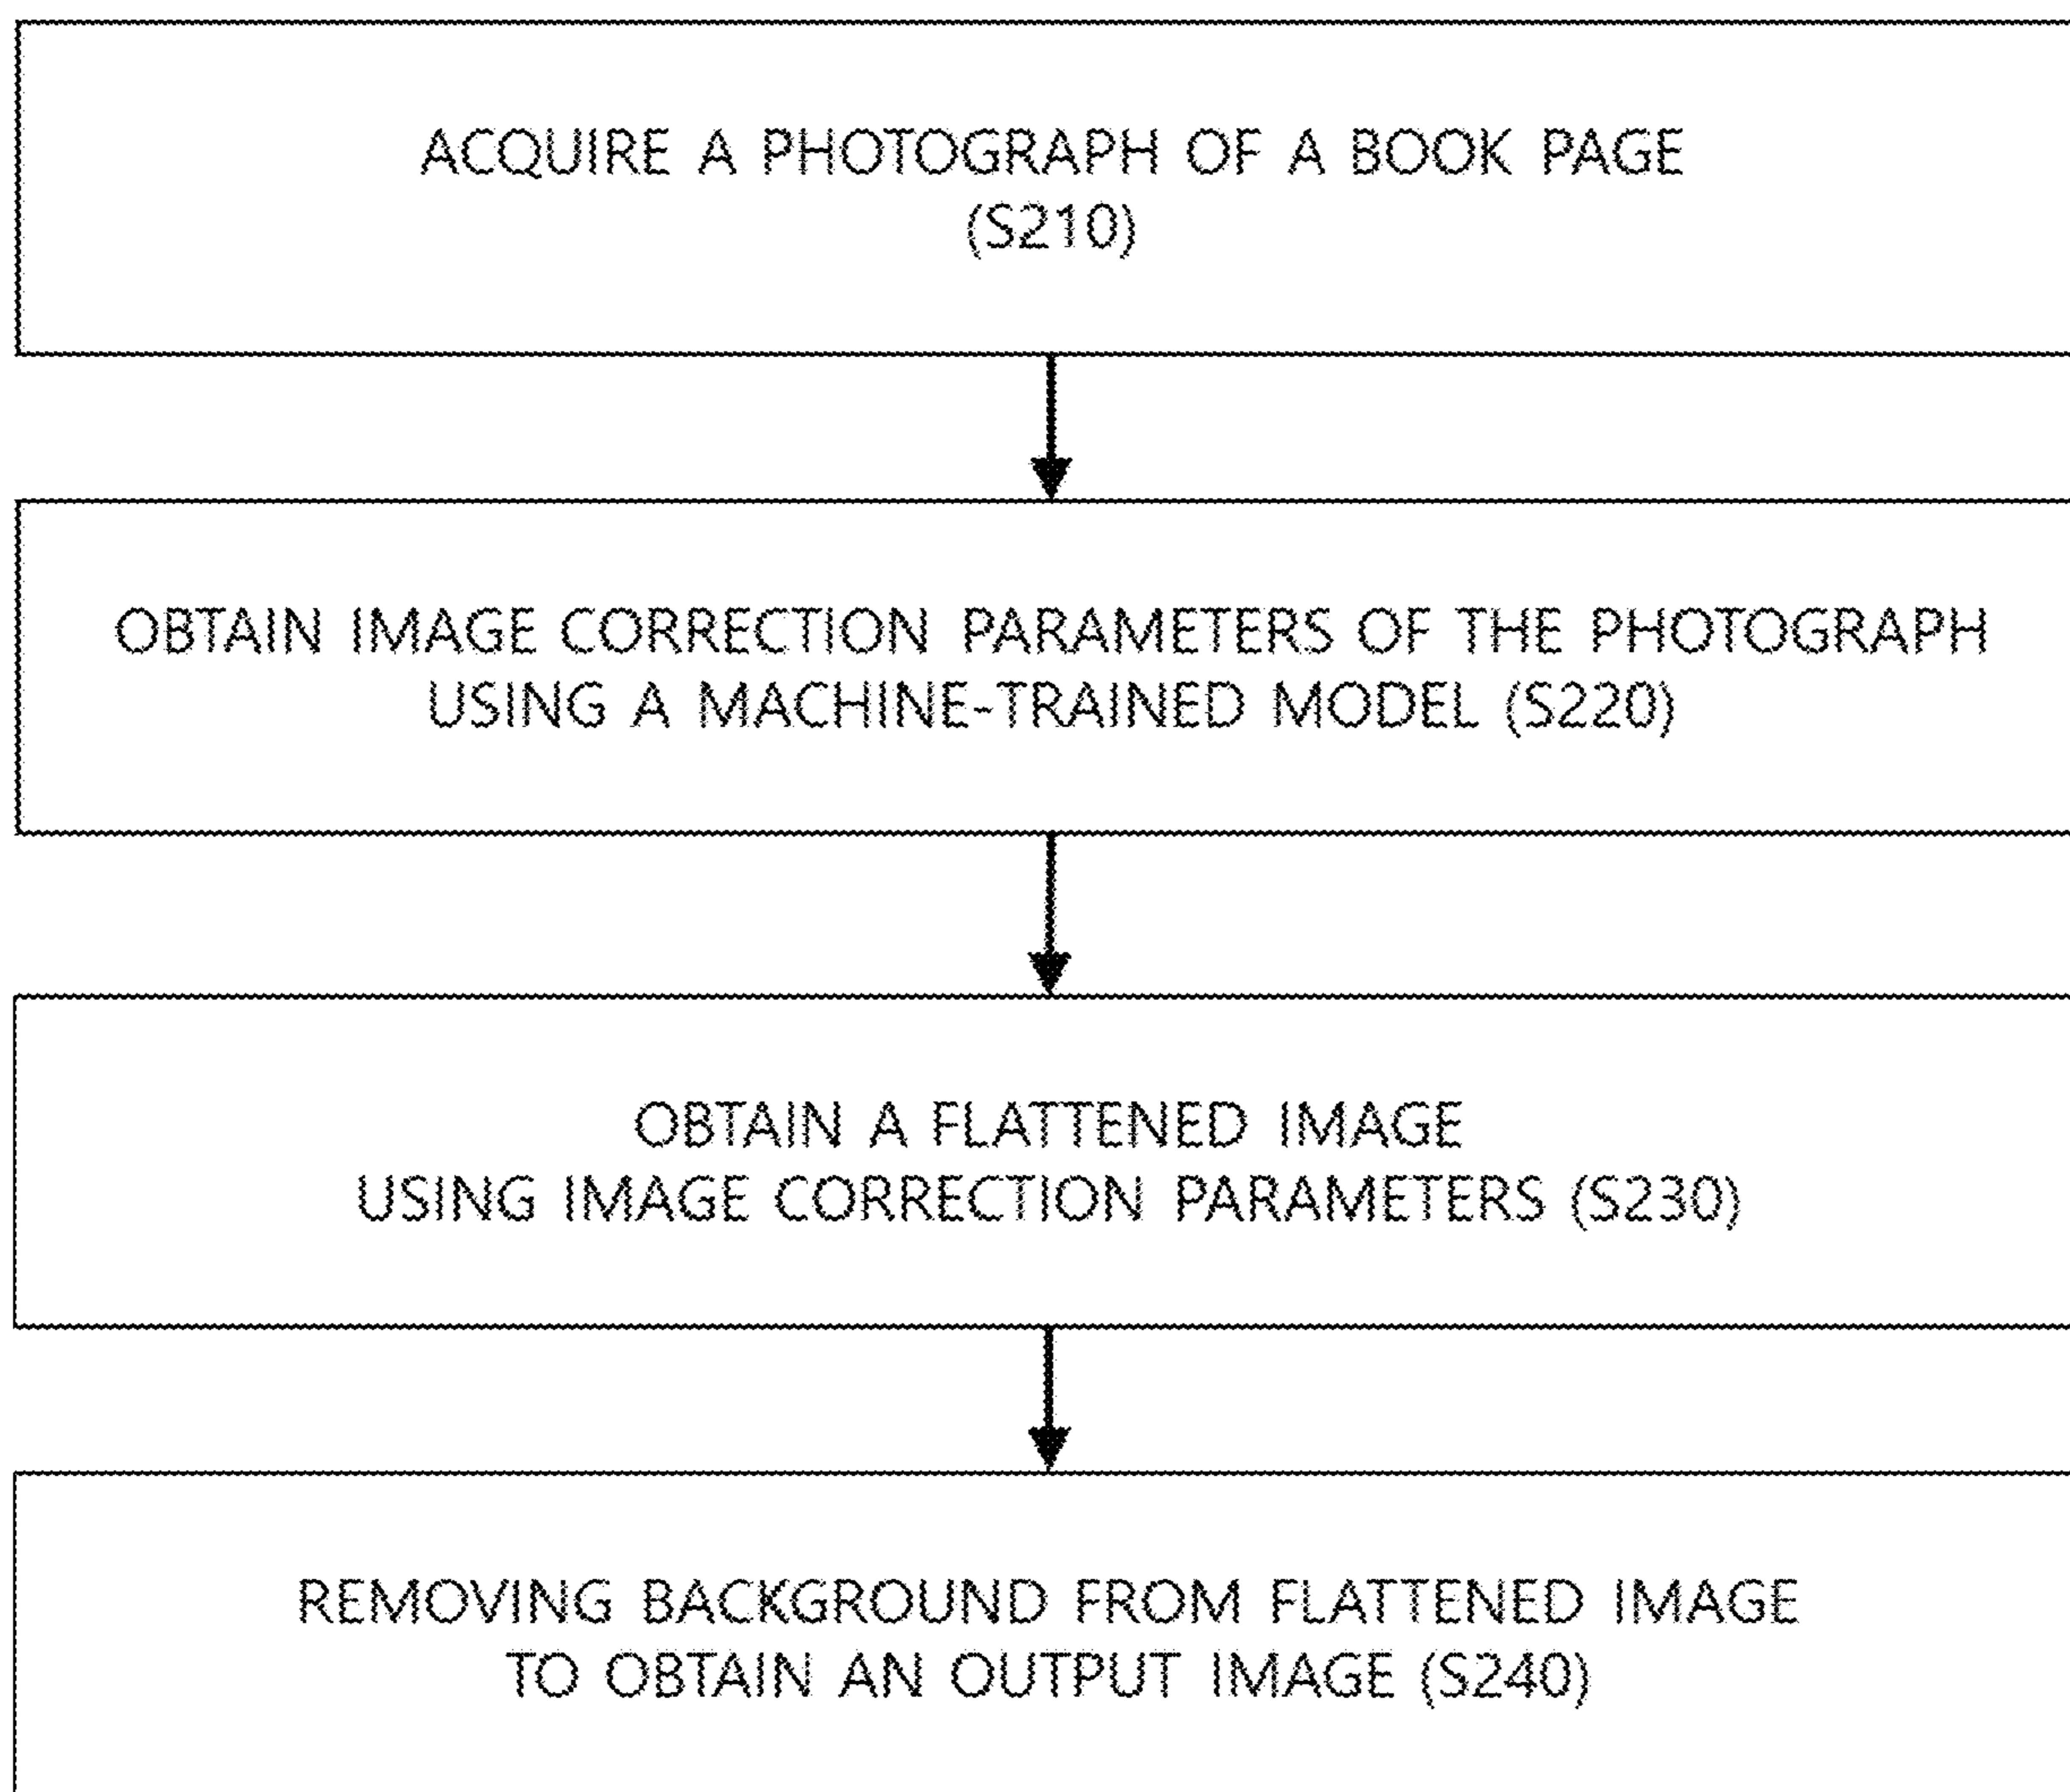 ACQUIRE A PHOTOGRAPH OF A BOOK PAGE
(S210)
OBTAIN IMAGE CORRECTION PARAMETERS OF THE PHOTOGRAPH
USING A MACHINE-TRAINED MODEL (S220)
OBTAIN A FLATTENED IMAGE
USING IMAGE CORRECTION PARAMETERS (S230)
REMOVING BACKGROUND FROM FLATTENED IMAGE
TO OBTAIN AN OUTPUT IMAGE (S240)